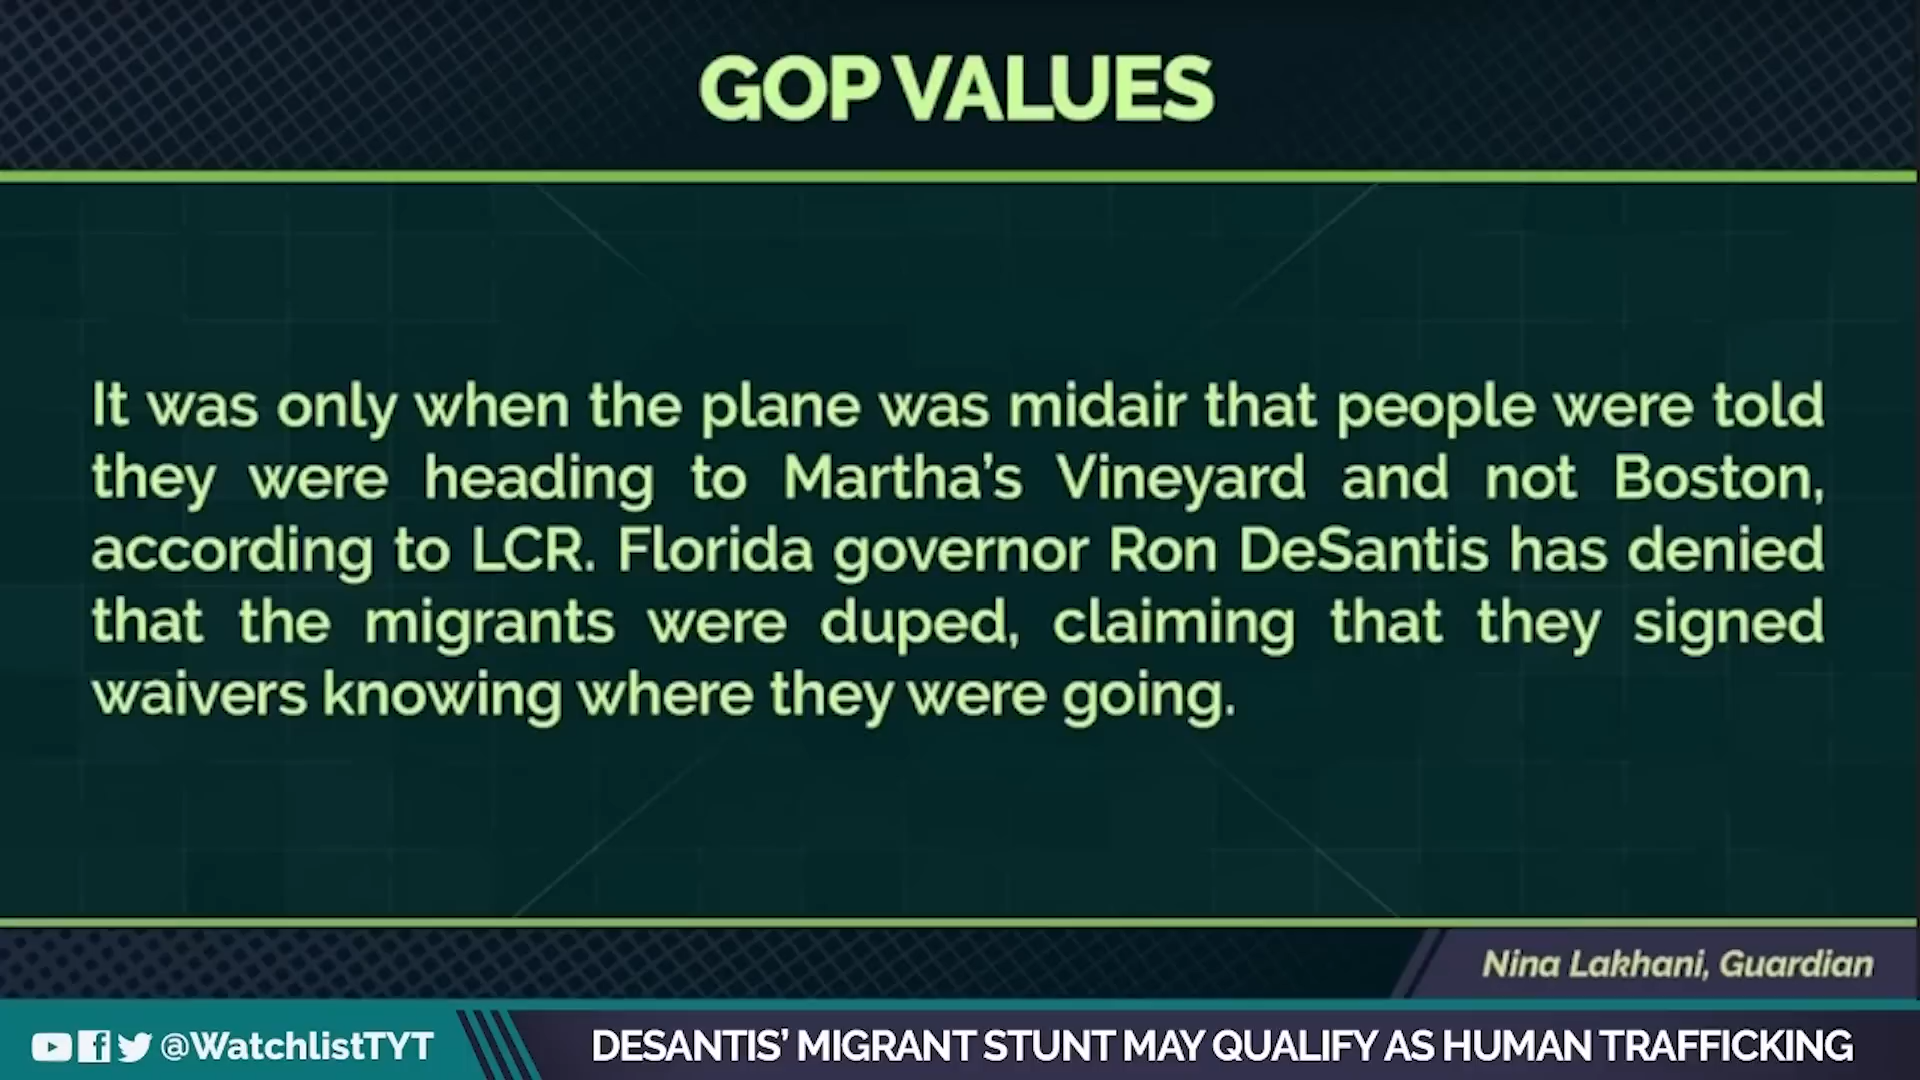 GOP VALUES
It was only when the plane was midair that people were told
they were heading to Martha’s Vineyard and not Boston,
according to LCR. Florida governor Ron DeSantis has denied
that the migrants were duped, claiming that they signed
waivers knowing where they were going.
Nina Lakhani, Guardian
@WatchlistTYT
DESANTIS’ MIGRANT STUNT MAY QUALIFY AS HUMAN TRAFFICKING